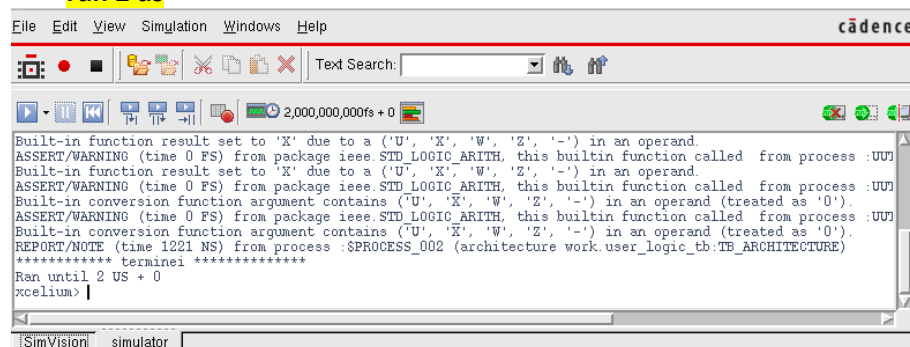 File Edit View Simulation Windows Help cādence
Text Search:
2,000,000,000fs + 0
Built-in function result set to 'X' due to a ('U', 'X', 'W', 'Z', '-') in an operand.
ASSERT/WARNING (time 0 FS) from package ieee.STD_LOGIC_ARITH, this builtin function called from process :UUT
Built-in function result set to 'X' due to a ('U', 'X', 'W', 'Z', '-') in an operand.
ASSERT/WARNING (time 0 FS) from package ieee.STD_LOGIC_ARITH, this builtin function called from process :UUT
Built-in conversion function argument contains ('U', 'X', 'W', 'Z', '-') in an operand (treated as '0').
ASSERT/WARNING (time 0 FS) from package ieee.STD_LOGIC_ARITH, this builtin function called from process :UUT
Built-in conversion function argument contains ('U', 'X', 'W', 'Z', '-') in an operand (treated as '0').
REPORT/NOTE (time 1221 NS) from process :$PROCESS_002 (architecture work.user_logic_tb:TB_ARCHITECTURE)
************ terminei **************
Ran until 2 US + 0
xcelium>
SimVision simulator